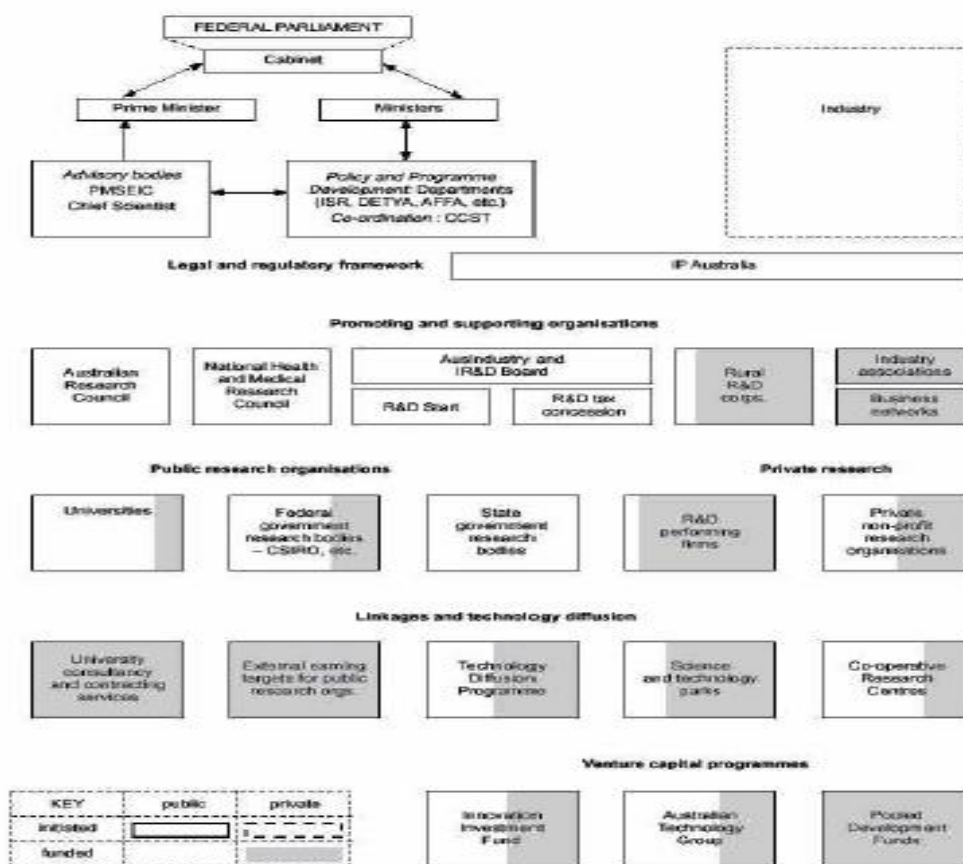 FEDERAL PARLIAMENT
Cabinet
Prime Minister
Ministers
Industry
Advisory bodies
PMSEIC
Chief Scientist
Policy and Programme
Development: Departments
(ISR, DETYA, AFFA, etc.)
Co-ordination : CCST
Legal and regulatory framework
IP Australia
Promoting and supporting organisations
Australian
Research
Council
National Health
and Medical
Research
Council
AusIndustry and
IR&D Board
R&D Start
R&D tax
concession
Rural
R&D
corps.
Industry
associations
Business
networks
Public research organisations
Private research
Universities
Federal
government
research bodies
– CSIRO, etc.
State
government
research
bodies
R&D
performing
firms
Private
non-profit
research
organisations
Linkages and technology diffusion
University
consultancy
and contracting
services
External earning
targets for public
research orgs.
Technology
Diffusion
Programme
Science
and technology
parks
Co-operative
Research
Centres
Venture capital programmes
KEY
public
private
initiated
funded
Innovation
Investment
Fund
Australian
Technology
Group
Pooled
Development
Funds